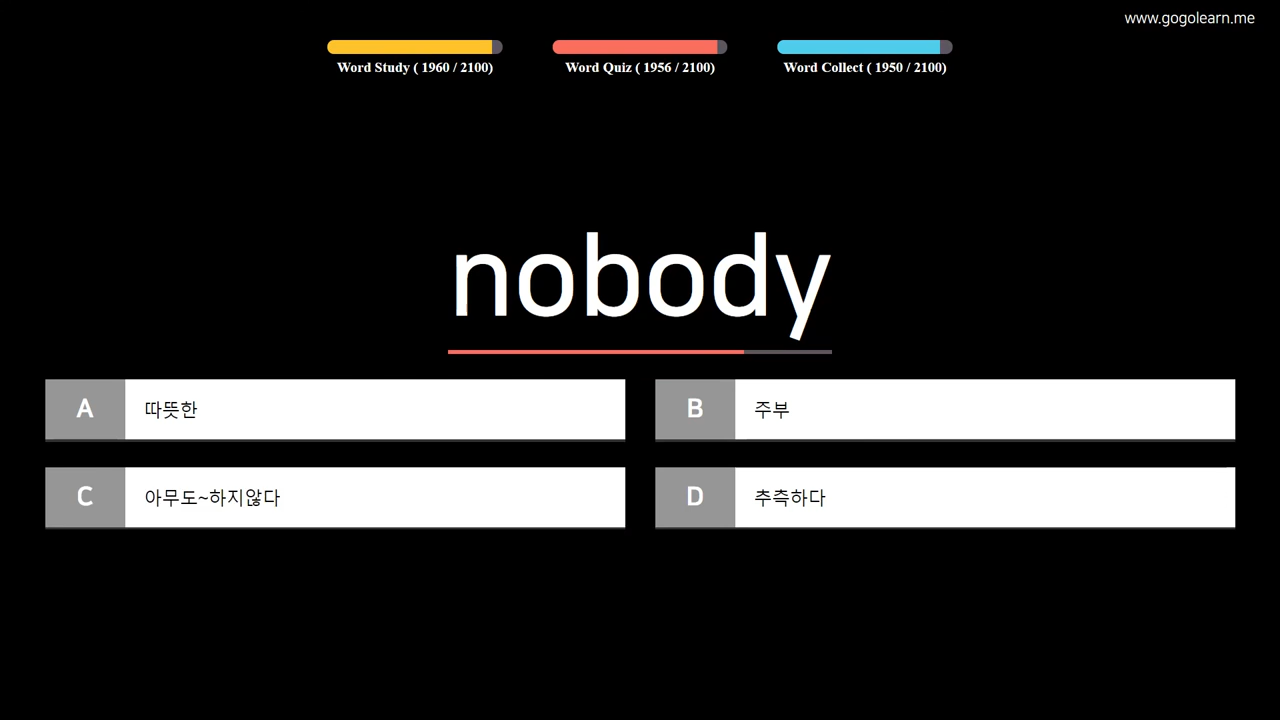 www.gogolearn.me
Word Study ( 1960 / 2100)
Word Quiz ( 1956 / 2100)
Word Collect ( 1950 / 2100)
nobody
A 따뜻한
B 주부
C 아무도~하지않다
D 추측하다